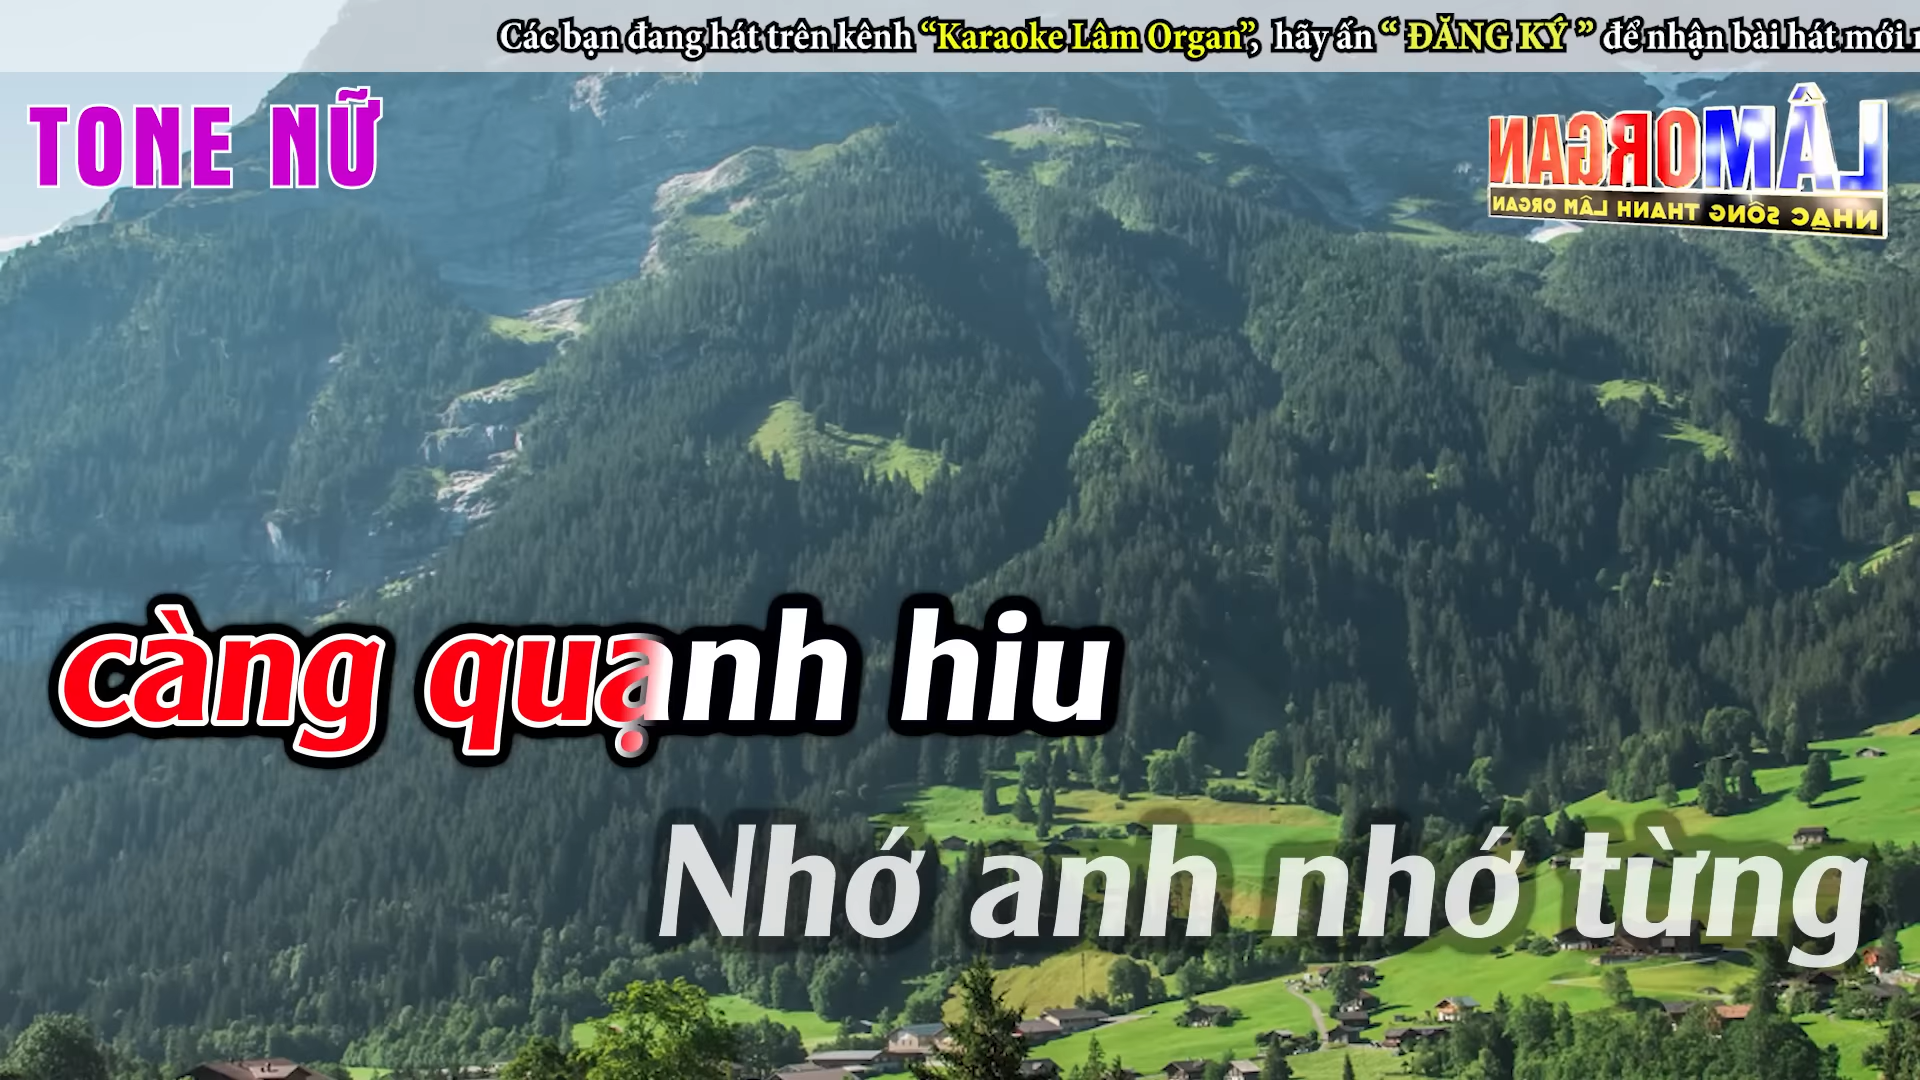 Các bạn đang hát trên kênh “Karaoke Lâm Organ”, hãy ấn “ ĐĂNG KÝ ” để nhận bài hát mới
TONE NỮ
LÂM ORGAN
NHẠC SỐNG THANH LÂM ORGAN
càng quạnh hiu
Nhớ anh nhớ từng